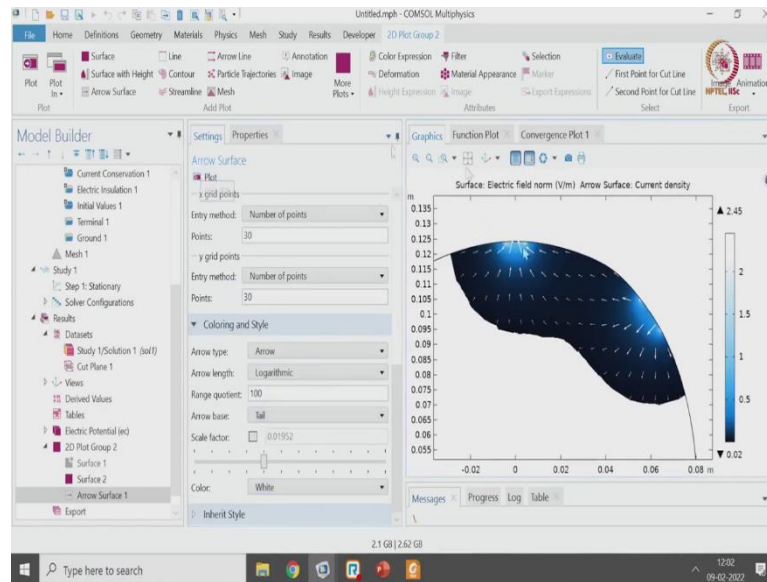 Untitled.mph - COMSOL Multiphysics
File Home Definitions Geometry Materials Physics Mesh Study Results Developer 2D Plot Group 2
Plot
Plot In
Surface
Surface with Height
Arrow Surface
Line
Contour
Streamline
Arrow Line
Particle Trajectories
Mesh
Annotation
Image
More Plots
Color Expression
Deformation
Height Expression
Filter
Material Appearance
Image
Selection
Marker
Export Expressions
Evaluate
First Point for Cut Line
Second Point for Cut Line
Image
Animation
NPTEL, IISc
Plot Add Plot Attributes Select Export
Model Builder
Current Conservation 1
Electric Insulation 1
Initial Values 1
Terminal 1
Ground 1
Mesh 1
Study 1
Step 1: Stationary
Solver Configurations
Results
Datasets
Study 1/Solution 1 (sol1)
Cut Plane 1
Views
Derived Values
Tables
Electric Potential (ec)
2D Plot Group 2
Surface 1
Surface 2
Arrow Surface 1
Export
Settings Properties
Arrow Surface
Plot
x grid points
Entry method: Number of points
Points: 30
y grid points
Entry method: Number of points
Points: 30
Coloring and Style
Arrow type: Arrow
Arrow length: Logarithmic
Range quotient: 100
Arrow base: Tail
Scale factor: 0.01952
Color: White
Inherit Style
Graphics Function Plot Convergence Plot 1
Surface: Electric field norm (V/m) Arrow Surface: Current density
m
0.135
0.13
0.125
0.12
0.115
0.11
0.105
0.1
0.095
0.09
0.085
0.08
0.075
0.07
0.065
0.06
0.055
-0.02 0 0.02 0.04 0.06 0.08 m
▲ 2.45
2
1.5
1
0.5
▼ 0.02
Messages Progress Log Table
2.1 GB | 2.62 GB
Type here to search
12:02
09-02-2022